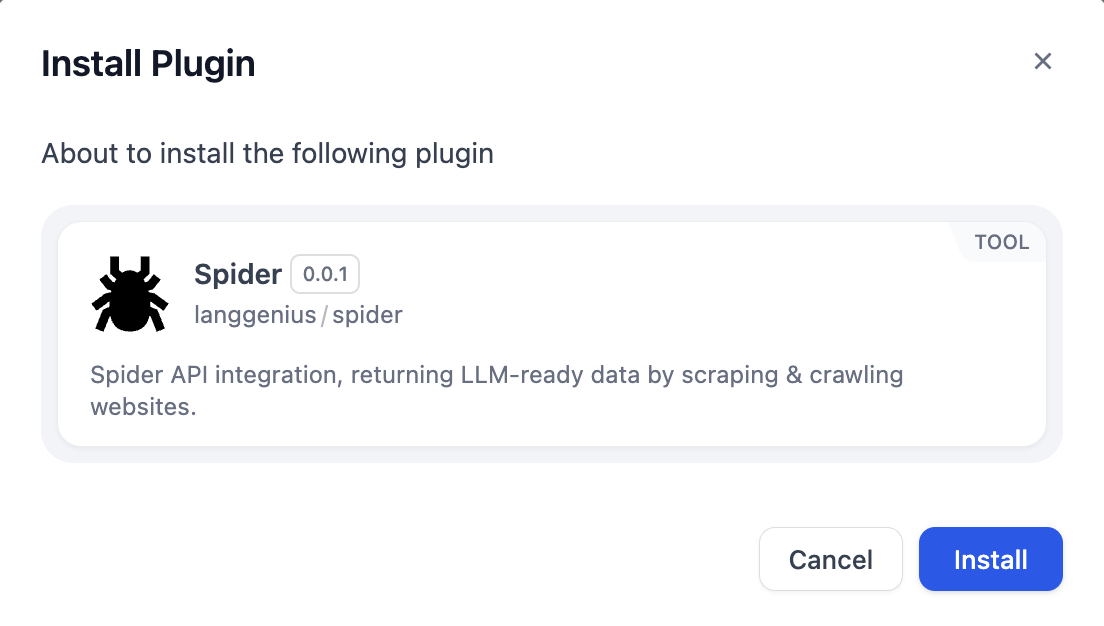 Install Plugin
About to install the following plugin
TOOL
Spider 0.0.1
langgenius / spider
Spider API integration, returning LLM-ready data by scraping & crawling
websites.
Cancel Install